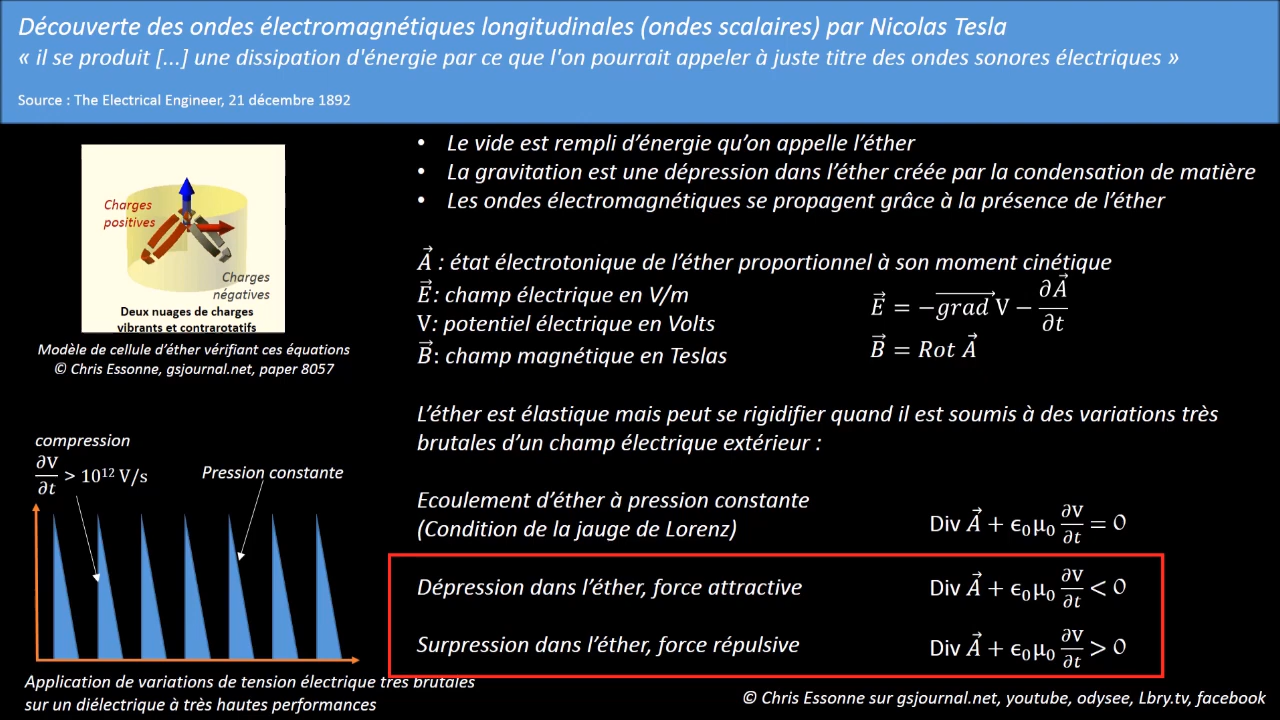 Découverte des ondes électromagnétiques longitudinales (ondes scalaires) par Nicolas Tesla
« il se produit [...] une dissipation d'énergie par ce que l'on pourrait appeler à juste titre des ondes sonores électriques »
Source : The Electrical Engineer, 21 décembre 1892
Charges positives
Charges négatives
Deux nuages de charges
vibrants et contrarotatifs
Modèle de cellule d'éther vérifiant ces équations
© Chris Essonne, gsjournal.net, paper 8057
• Le vide est rempli d'énergie qu'on appelle l'éther
• La gravitation est une dépression dans l'éther créée par la condensation de matière
• Les ondes électromagnétiques se propagent grâce à la présence de l'éther
A⃗ : état électrotonique de l'éther proportionnel à son moment cinétique
E⃗ : champ électrique en V/m
V: potentiel électrique en Volts
B⃗ : champ magnétique en Teslas
E⃗ = −grad⃗ V − ∂A⃗/∂t
B⃗ = Rot A⃗
L'éther est élastique mais peut se rigidifier quand il est soumis à des variations très
brutales d'un champ électrique extérieur :
compression
∂V/∂t > 10¹² V/s
Pression constante
Application de variations de tension électrique très brutales
sur un diélectrique à très hautes performances
Ecoulement d'éther à pression constante
(Condition de la jauge de Lorenz)
Div A⃗ + ϵ₀μ₀ ∂V/∂t = 0
Dépression dans l'éther, force attractive
Div A⃗ + ϵ₀μ₀ ∂V/∂t < 0
Surpression dans l'éther, force répulsive
Div A⃗ + ϵ₀μ₀ ∂V/∂t > 0
© Chris Essonne sur gsjournal.net, youtube, odysee, Lbry.tv, facebook